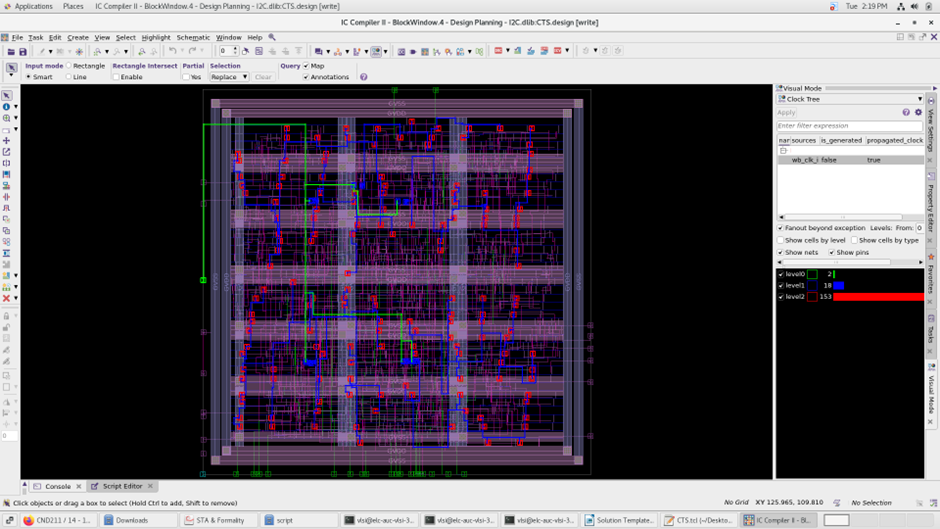 Applications Places IC Compiler II - BlockWindow.4 - Design Planning - I2C.dlib:CTS.design [write] Tue 2:19 PM
IC Compiler II - BlockWindow.4 - Design Planning - I2C.dlib:CTS.design [write]
File Task Edit Create View Select Highlight Schematic Window Help
0
Input mode Rectangle Rectangle Intersect Partial Selection Query Map
Smart Line Enable Yes Replace Clear Annotations
Visual Mode
Clock Tree
Apply
Enter filter expression
nar sources is_generated propagated_clock
wb_clk_i false true
Fanout beyond exception Levels: From: 0
Show cells by level Show cells by type
Show nets Show pins
level0 2
level1 18
level2 153
View Settings
Property Editor
Favorites
Tasks
Visual Mode
0
Console Script Editor
Click objects or drag a box to select (Hold Ctrl to add, Shift to remove) No Grid XY 125.965, 109.810 No Selection
CND211 / 14 - 1... Downloads STA & Formality script vlsi@elc-auc-vlsi-3... vlsi@elc-auc-vlsi-3... vlsi@elc-auc-vlsi-3... Solution Template... CTS.tcl (~/Deskto... IC Compiler II - Bl...